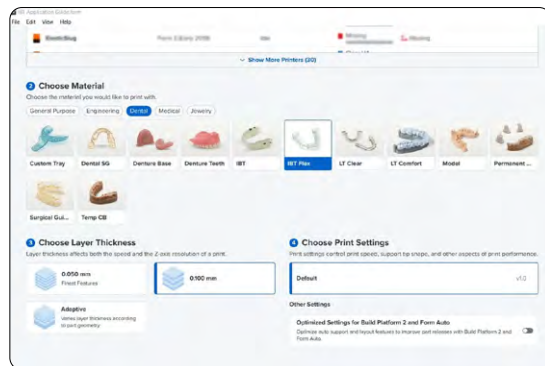 File Edit View Help
Show More Printers (20)
2 Choose Material
Choose the material you would like to print with.
General Purpose Engineering Dental Medical Jewelry
Custom Tray Dental SG Denture Base Denture Teeth IBT IBT Flex LT Clear LT Comfort Model Permanent ...
Surgical Gui... Temp CB
3 Choose Layer Thickness
Layer thickness affects both the speed and the Z-axis resolution of a print.
0.050 mm
Finest Features
0.100 mm
Adaptive
Varies layer thickness according
to part geometry
4 Choose Print Settings
Print settings control print speed, support tip shape, and other aspects of print performance.
Default v1.0
Other Settings
Optimized Settings for Build Platform 2 and Form Auto
Optimize auto support and layout features to improve part releases with Build Platform 2 and
Form Auto.